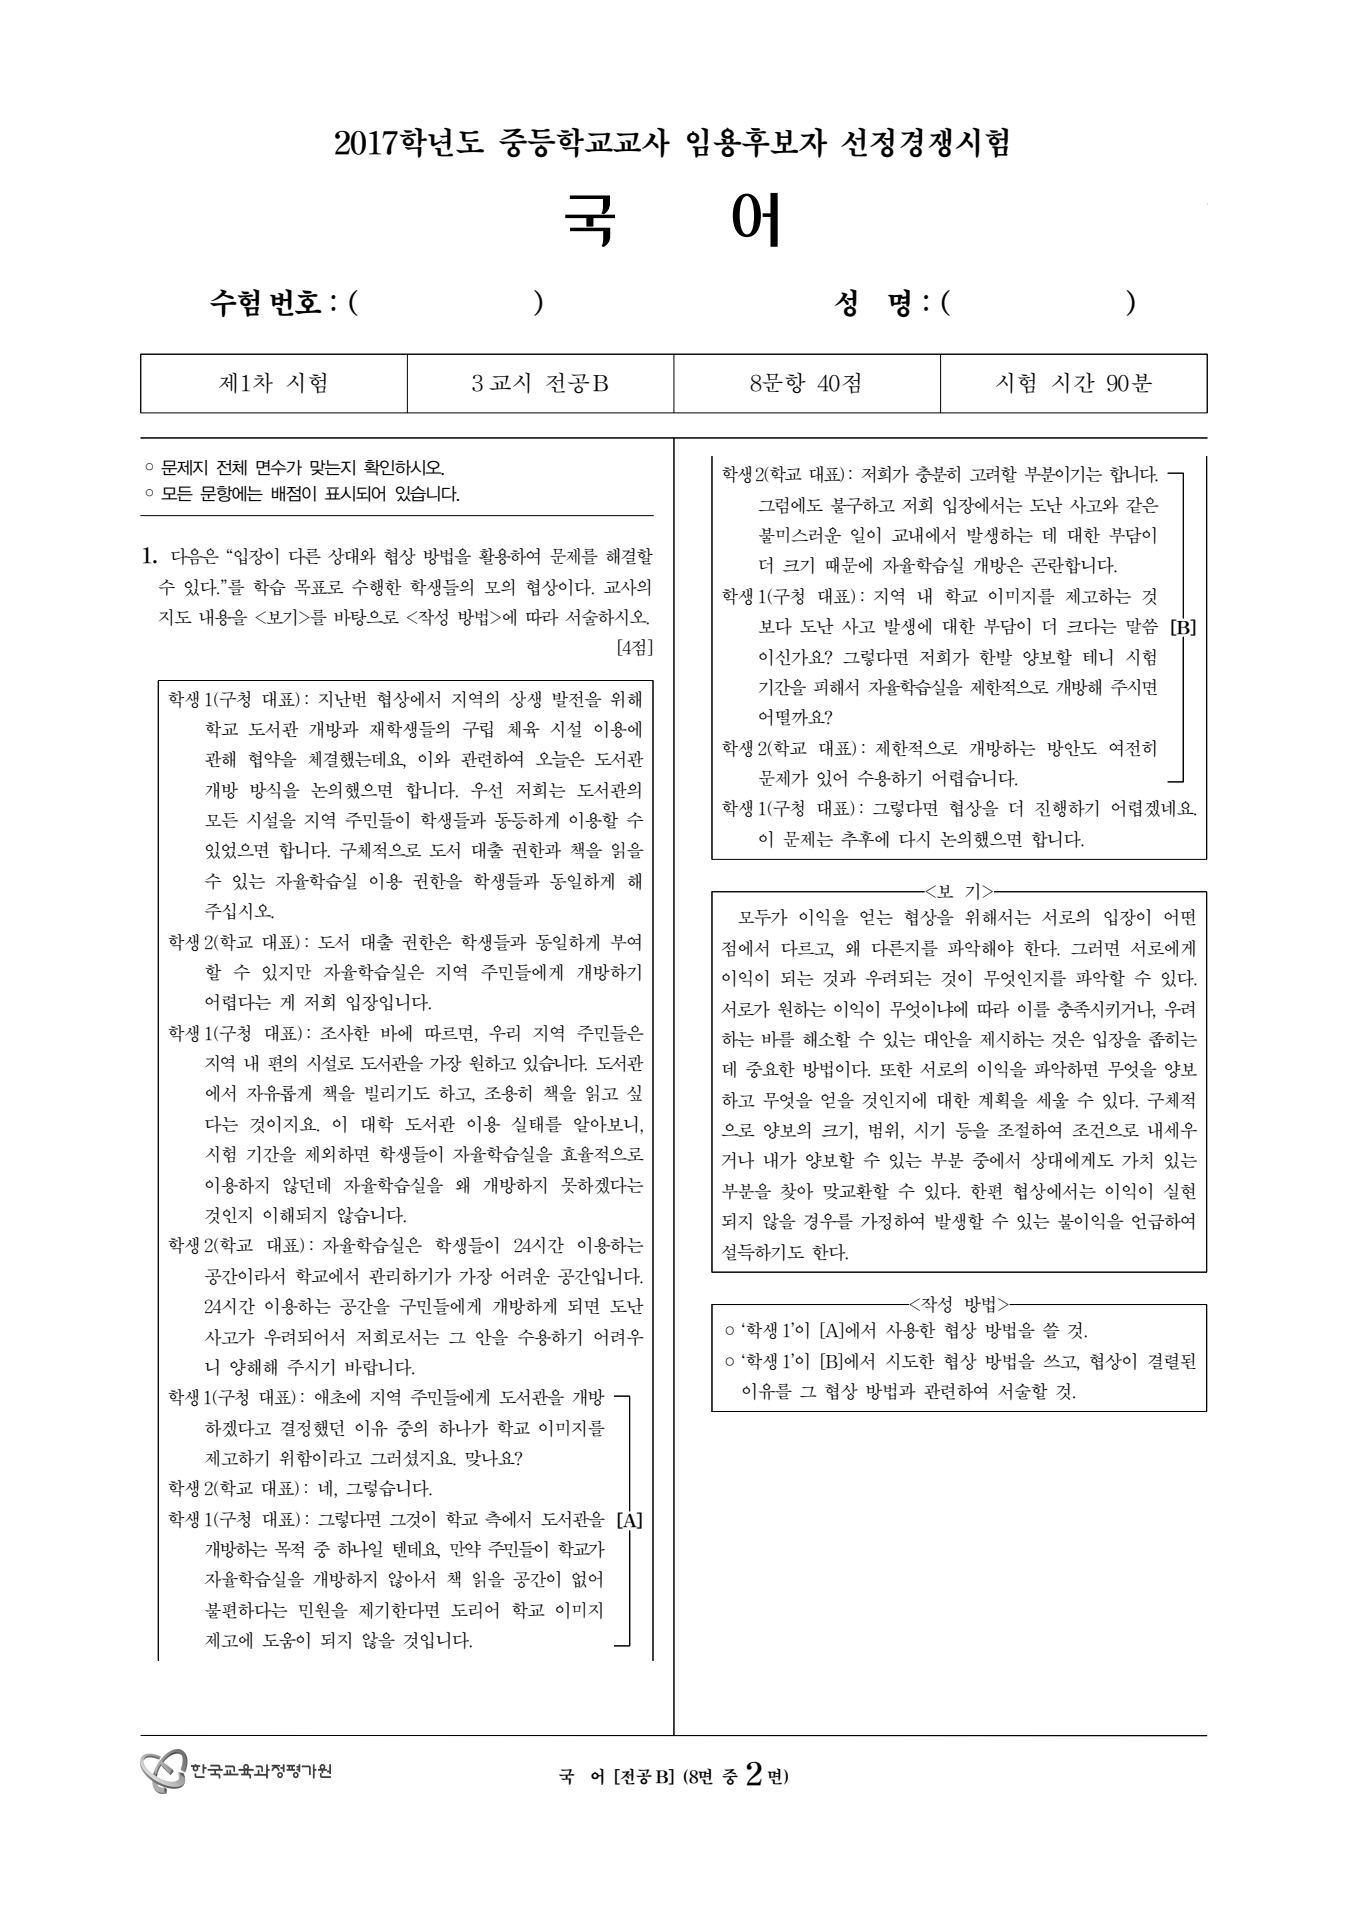 2017학년도 중등학교교사 임용후보자 선정경쟁시험
국 어
수험 번호 : ( )
성 명 : ( )
제1차 시험
3교시 전공B
8문항 40점
시험 시간 90분
○ 문제지 전체 면수가 맞는지 확인하시오.
○ 모든 문항에는 배점이 표시되어 있습니다.
1. 다음은 “입장이 다른 상대와 협상 방법을 활용하여 문제를 해결할
수 있다.”를 학습 목표로 수행한 학생들의 모의 협상이다. 교사의
지도 내용을 <보기>를 바탕으로 <작성 방법>에 따라 서술하시오.
[4점]
학생 1(구청 대표) : 지난번 협상에서 지역의 상생 발전을 위해
학교 도서관 개방과 재학생들의 구립 체육 시설 이용에
관해 협약을 체결했는데요, 이와 관련하여 오늘은 도서관
개방 방식을 논의했으면 합니다. 우선 저희는 도서관의
모든 시설을 지역 주민들이 학생들과 동등하게 이용할 수
있었으면 합니다. 구체적으로 도서 대출 권한과 책을 읽을
수 있는 자율학습실 이용 권한을 학생들과 동일하게 해
주십시오.
학생 2(학교 대표) : 도서 대출 권한은 학생들과 동일하게 부여
할 수 있지만 자율학습실은 지역 주민들에게 개방하기
어렵다는 게 저희 입장입니다.
학생 1(구청 대표) : 조사한 바에 따르면, 우리 지역 주민들은
지역 내 편의 시설로 도서관을 가장 원하고 있습니다. 도서관
에서 자유롭게 책을 빌리기도 하고, 조용히 책을 읽고 싶
다는 것이지요. 이 대학 도서관 이용 실태를 알아보니,
시험 기간을 제외하면 학생들이 자율학습실을 효율적으로
이용하지 않던데 자율학습실을 왜 개방하지 못하겠다는
것인지 이해되지 않습니다.
학생 2(학교 대표) : 자율학습실은 학생들이 24시간 이용하는
공간이라서 학교에서 관리하기가 가장 어려운 공간입니다.
24시간 이용하는 공간을 구민들에게 개방하게 되면 도난
사고가 우려되어서 저희로서는 그 안을 수용하기 어려우
니 양해해 주시기 바랍니다.
학생 1(구청 대표) : 애초에 지역 주민들에게 도서관을 개방
하겠다고 결정했던 이유 중의 하나가 학교 이미지를
제고하기 위함이라고 그러셨지요. 맞나요?
학생 2(학교 대표) : 네, 그렇습니다.
학생 1(구청 대표) : 그렇다면 그것이 학교 측에서 도서관을 [A]
개방하는 목적 중 하나일 텐데요, 만약 주민들이 학교가
자율학습실을 개방하지 않아서 책 읽을 공간이 없어
불편하다는 민원을 제기한다면 도리어 학교 이미지
제고에 도움이 되지 않을 것입니다.
학생 2(학교 대표) : 저희가 충분히 고려할 부분이기는 합니다.
그럼에도 불구하고 저희 입장에서는 도난 사고와 같은
불미스러운 일이 교내에서 발생하는 데 대한 부담이
더 크기 때문에 자율학습실 개방은 곤란합니다.
학생 1(구청 대표) : 지역 내 학교 이미지를 제고하는 것
보다 도난 사고 발생에 대한 부담이 더 크다는 말씀 [B]
이신가요? 그렇다면 저희가 한발 양보할 테니 시험
기간을 피해서 자율학습실을 제한적으로 개방해 주시면
어떨까요?
학생 2(학교 대표) : 제한적으로 개방하는 방안도 여전히
문제가 있어 수용하기 어렵습니다.
학생 1(구청 대표) : 그렇다면 협상을 더 진행하기 어렵겠네요.
이 문제는 추후에 다시 논의했으면 합니다.
<보 기>
모두가 이익을 얻는 협상을 위해서는 서로의 입장이 어떤
점에서 다르고, 왜 다른지를 파악해야 한다. 그러면 서로에게
이익이 되는 것과 우려되는 것이 무엇인지를 파악할 수 있다.
서로가 원하는 이익이 무엇이냐에 따라 이를 충족시키거나, 우려
하는 바를 해소할 수 있는 대안을 제시하는 것은 입장을 좁히는
데 중요한 방법이다. 또한 서로의 이익을 파악하면 무엇을 양보
하고 무엇을 얻을 것인지에 대한 계획을 세울 수 있다. 구체적
으로 양보의 크기, 범위, 시기 등을 조절하여 조건으로 내세우
거나 내가 양보할 수 있는 부분 중에서 상대에게도 가치 있는
부분을 찾아 맞교환할 수 있다. 한편 협상에서는 이익이 실현
되지 않을 경우를 가정하여 발생할 수 있는 불이익을 언급하여
설득하기도 한다.
<작성 방법>
○ ‘학생 1’이 [A]에서 사용한 협상 방법을 쓸 것.
○ ‘학생 1’이 [B]에서 시도한 협상 방법을 쓰고, 협상이 결렬된
이유를 그 협상 방법과 관련하여 서술할 것.
한국교육과정평가원
국 어 [전공 B] (8면 중 2 면)